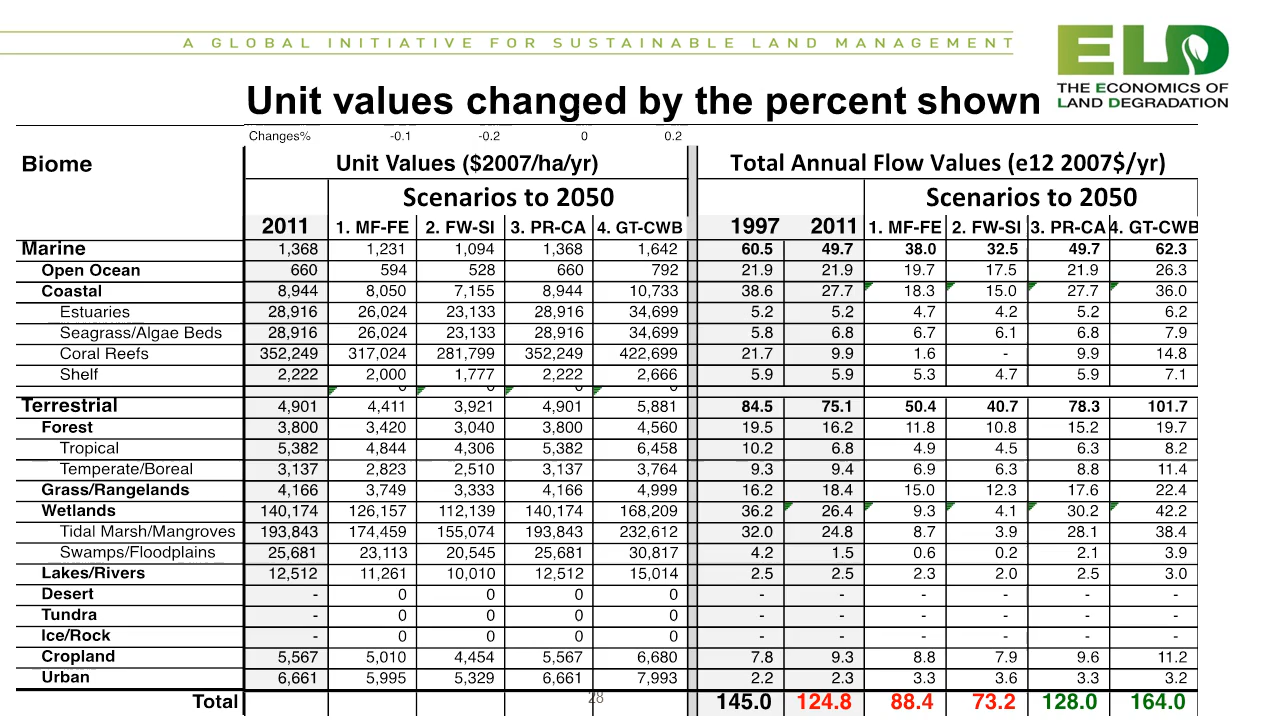 A GLOBAL INITIATIVE FOR SUSTAINABLE LAND MANAGEMENT
ELD
THE ECONOMICS OF
LAND DEGRADATION
Unit values changed by the percent shown
Changes% -0.1 -0.2 0 0.2
Biome Unit Values ($2007/ha/yr) Total Annual Flow Values (e12 2007$/yr)
Scenarios to 2050 Scenarios to 2050
2011 1. MF-FE 2. FW-SI 3. PR-CA 4. GT-CWB 1997 2011 1. MF-FE 2. FW-SI 3. PR-CA 4. GT-CWB
Marine 1,368 1,231 1,094 1,368 1,642 60.5 49.7 38.0 32.5 49.7 62.3
Open Ocean 660 594 528 660 792 21.9 21.9 19.7 17.5 21.9 26.3
Coastal 8,944 8,050 7,155 8,944 10,733 38.6 27.7 18.3 15.0 27.7 36.0
Estuaries 28,916 26,024 23,133 28,916 34,699 5.2 5.2 4.7 4.2 5.2 6.2
Seagrass/Algae Beds 28,916 26,024 23,133 28,916 34,699 5.8 6.8 6.7 6.1 6.8 7.9
Coral Reefs 352,249 317,024 281,799 352,249 422,699 21.7 9.9 1.6 - 9.9 14.8
Shelf 2,222 2,000 1,777 2,222 2,666 5.9 5.9 5.3 4.7 5.9 7.1
0 0 0 0
Terrestrial 4,901 4,411 3,921 4,901 5,881 84.5 75.1 50.4 40.7 78.3 101.7
Forest 3,800 3,420 3,040 3,800 4,560 19.5 16.2 11.8 10.8 15.2 19.7
Tropical 5,382 4,844 4,306 5,382 6,458 10.2 6.8 4.9 4.5 6.3 8.2
Temperate/Boreal 3,137 2,823 2,510 3,137 3,764 9.3 9.4 6.9 6.3 8.8 11.4
Grass/Rangelands 4,166 3,749 3,333 4,166 4,999 16.2 18.4 15.0 12.3 17.6 22.4
Wetlands 140,174 126,157 112,139 140,174 168,209 36.2 26.4 9.3 4.1 30.2 42.2
Tidal Marsh/Mangroves 193,843 174,459 155,074 193,843 232,612 32.0 24.8 8.7 3.9 28.1 38.4
Swamps/Floodplains 25,681 23,113 20,545 25,681 30,817 4.2 1.5 0.6 0.2 2.1 3.9
Lakes/Rivers 12,512 11,261 10,010 12,512 15,014 2.5 2.5 2.3 2.0 2.5 3.0
Desert - 0 0 0 0 - - - - - -
Tundra - 0 0 0 0 - - - - - -
Ice/Rock - 0 0 0 0 - - - - - -
Cropland 5,567 5,010 4,454 5,567 6,680 7.8 9.3 8.8 7.9 9.6 11.2
Urban 6,661 5,995 5,329 6,661 7,993 2.2 2.3 3.3 3.6 3.3 3.2
Total 28 145.0 124.8 88.4 73.2 128.0 164.0